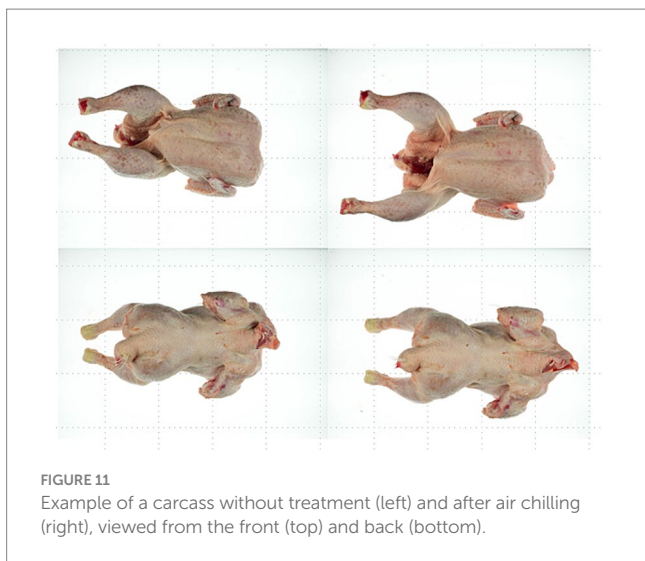 FIGURE 11
Example of a carcass without treatment (left) and after air chilling
(right), viewed from the front (top) and back (bottom).